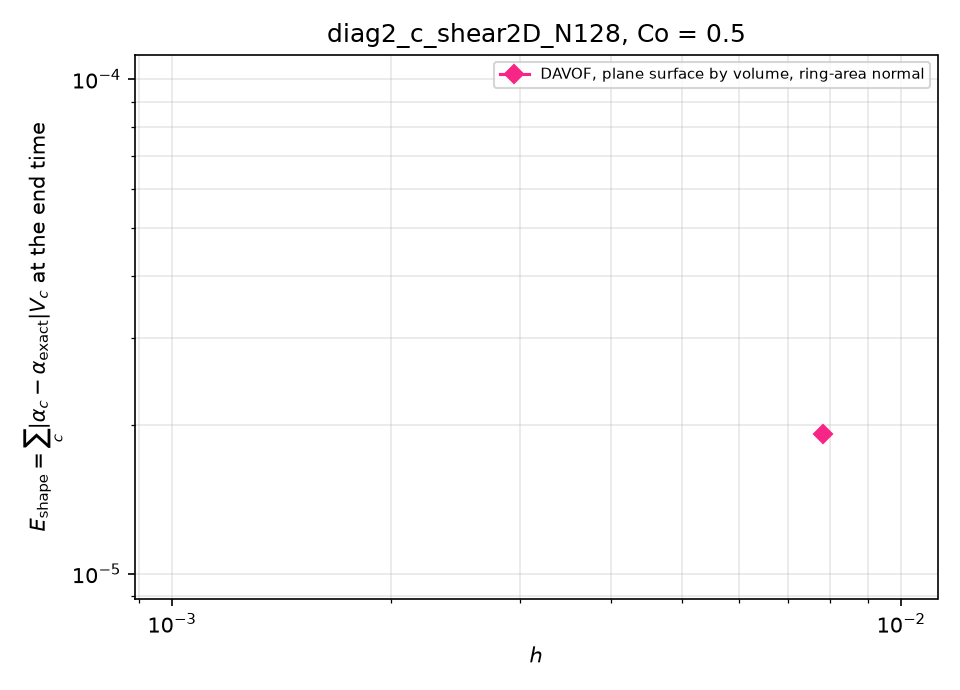 diag2_c_shear2D_N128, Co = 0.5
DAVOF, plane surface by volume, ring-area normal
E_shape = ∑_c |α_c − α_exact|V_c at the end time
10⁻⁴
10⁻⁵
10⁻³
10⁻²
h